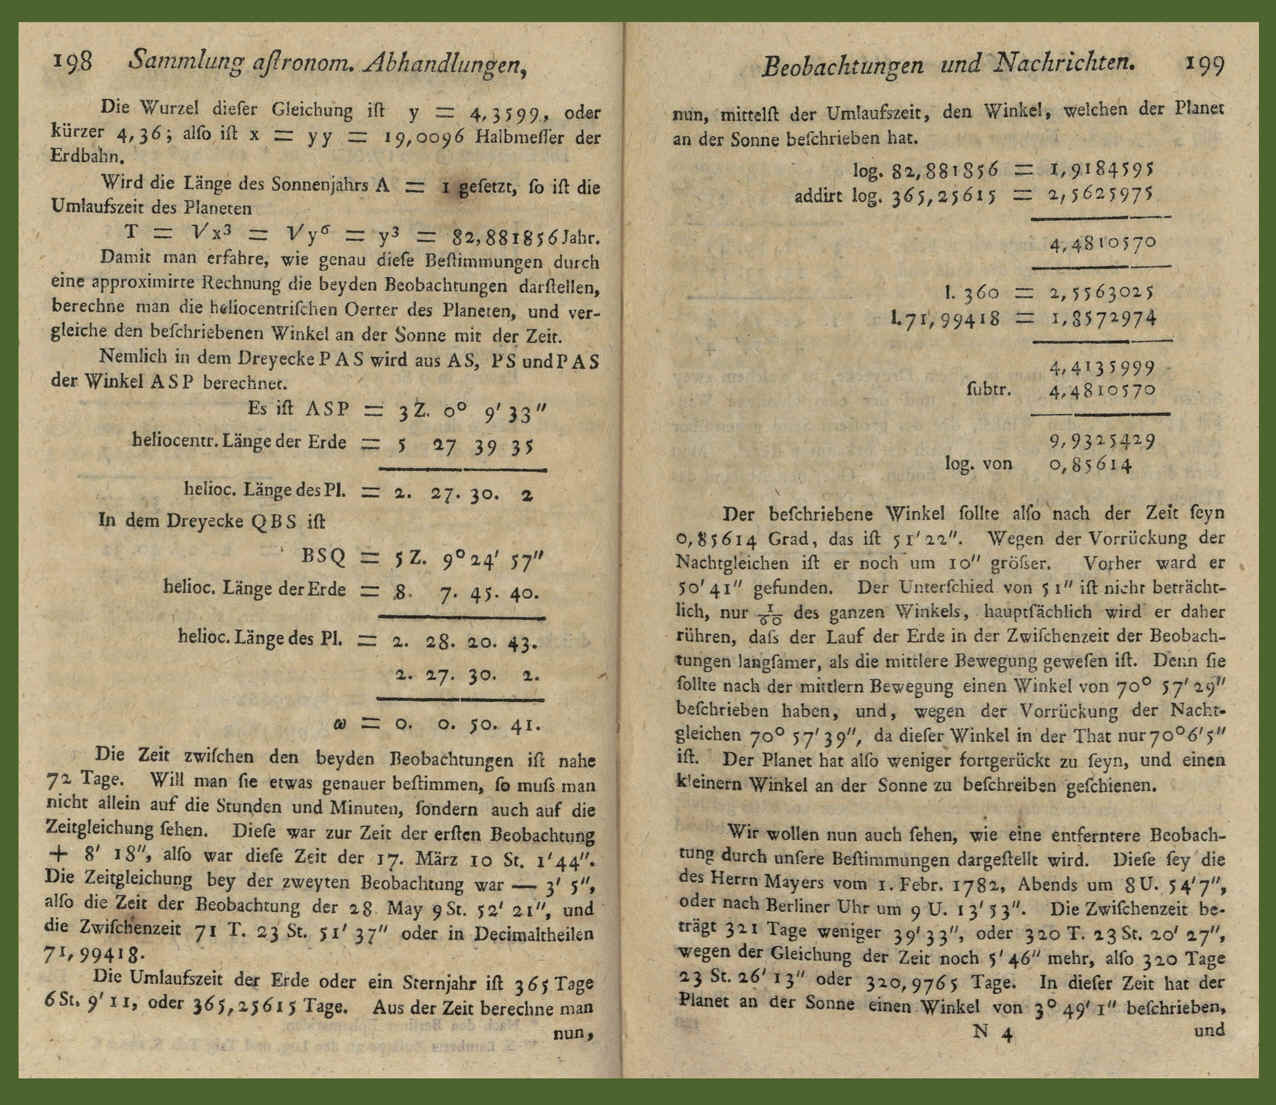 198 Sammlung aſtronom. Abhandlungen,
Die Wurzel dieſer Gleichung iſt y = 4,3599, oder
kürzer 4,36; alſo iſt x = yy = 19,0096 Halbmeſſer der
Erdbahn.
Wird die Länge des Sonnenjahrs A = 1 geſetzt, ſo iſt die
Umlaufszeit des Planeten
T = √x³ = √y⁶ = y³ = 82,881856 Jahr.
Damit man erfahre, wie genau dieſe Beſtimmungen durch
eine approximirte Rechnung die beyden Beobachtungen darſtellen,
berechne man die heliocentriſchen Oerter des Planeten, und ver-
gleiche den beſchriebenen Winkel an der Sonne mit der Zeit.
Nemlich in dem Dreyecke P A S wird aus AS, PS und P A S
der Winkel A S P berechnet.
Es iſt ASP = 3 Z. 0° 9′ 33″
heliocentr. Länge der Erde = 5 27 39 35
helioc. Länge des Pl. = 2. 27. 30. 2
In dem Dreyecke Q B S iſt
BSQ = 5 Z. 9° 24′ 57″
helioc. Länge der Erde = 8. 7. 45. 40.
helioc. Länge des Pl. = 2. 28. 20. 43.
2. 27. 30. 2.
ω = 0. 0. 50. 41.
Die Zeit zwiſchen den beyden Beobachtungen iſt nahe
72 Tage. Will man ſie etwas genauer beſtimmen, ſo muſs man
nicht allein auf die Stunden und Minuten, ſondern auch auf die
Zeitgleichung ſehen. Dieſe war zur Zeit der erſten Beobachtung
+ 8′ 18″, alſo war dieſe Zeit der 17. März 10 St. 1′44″.
Die Zeitgleichung bey der zweyten Beobachtung war — 3′ 5″,
alſo die Zeit der Beobachtung der 28 May 9 St. 52′ 21″, und
die Zwiſchenzeit 71 T. 23 St. 51′ 37″ oder in Decimaltheilen
71,99418.
Die Umlaufszeit der Erde oder ein Sternjahr iſt 365 Tage
6 St. 9′ 11, oder 365,25615 Tage. Aus der Zeit berechne man
nun,
Beobachtungen und Nachrichten. 199
nun, mittelſt der Umlaufszeit, den Winkel, welchen der Planet
an der Sonne beſchrieben hat.
log. 82,881856 = 1,9184595
addirt log. 365,25615 = 2,5625975
4,4810570
l. 360 = 2,5563025
l.71,99418 = 1,8572974
4,4135999
ſubtr. 4,4810570
9,9325429
log. von 0,85614
Der beſchriebene Winkel ſollte alſo nach der Zeit ſeyn
0,85614 Grad, das iſt 51′ 22″. Wegen der Vorrückung der
Nachtgleichen iſt er noch um 10″ gröſser. Vorher ward er
50′ 41″ gefunden. Der Unterſchied von 51″ iſt nicht beträcht-
lich, nur 1/60 des ganzen Winkels, hauptſächlich wird er daher
rühren, daſs der Lauf der Erde in der Zwiſchenzeit der Beobach-
tungen langſamer, als die mittlere Bewegung geweſen iſt. Denn ſie
ſollte nach der mittlern Bewegung einen Winkel von 70° 57′ 29″
beſchrieben haben, und, wegen der Vorrückung der Nacht-
gleichen 70° 57′ 39″, da dieſer Winkel in der That nur 70° 6′ 5″
iſt. Der Planet hat alſo weniger fortgerückt zu ſeyn, und einen
kleinern Winkel an der Sonne zu beſchreiben geſchienen.
Wir wollen nun auch ſehen, wie eine entferntere Beobach-
tung durch unſere Beſtimmungen dargeſtellt wird. Dieſe ſey die
des Herrn Mayers vom 1. Febr. 1782, Abends um 8 U. 54′ 7″,
oder nach Berliner Uhr um 9 U. 13′ 53″. Die Zwiſchenzeit be-
trägt 321 Tage weniger 39′ 33″, oder 320 T. 23 St. 20′ 27″,
wegen der Gleichung der Zeit noch 5′ 46″ mehr, alſo 320 Tage
23 St. 26′ 13″ oder 320,9765 Tage. In dieſer Zeit hat der
Planet an der Sonne einen Winkel von 3° 49′ 1″ beſchrieben,
N 4 und